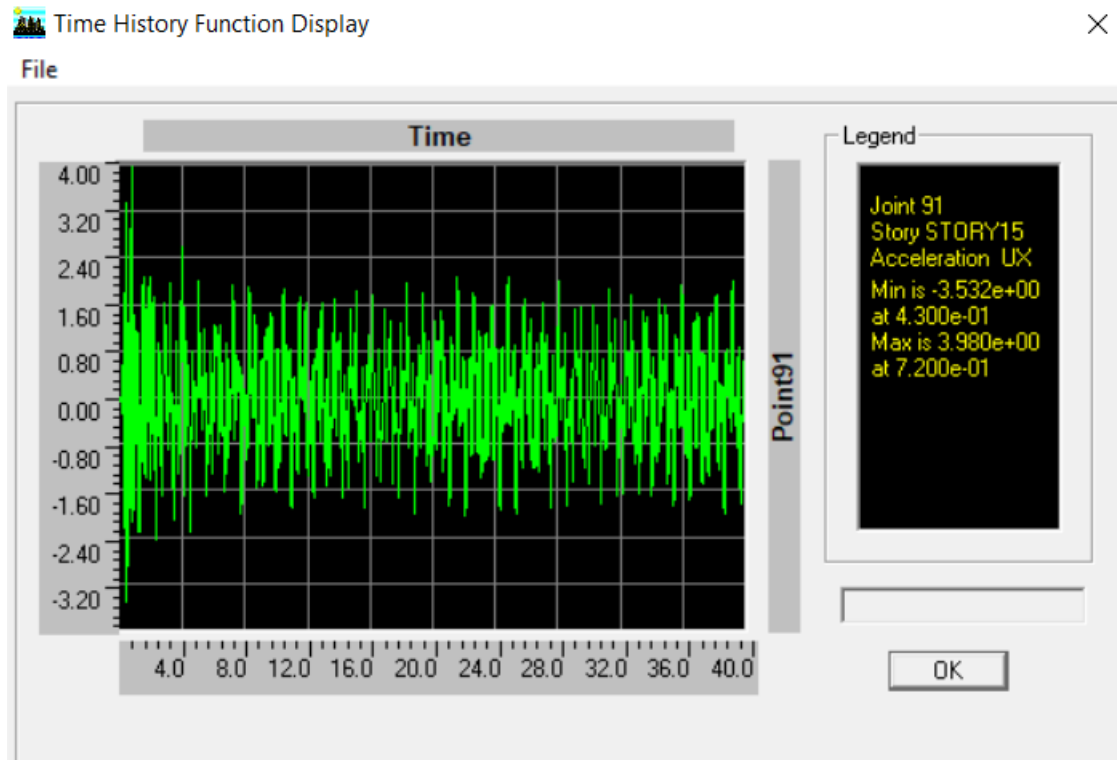 Time History Function Display
File
Time
4.00
3.20
2.40
1.60
0.80
0.00
-0.80
-1.60
-2.40
-3.20
4.0 8.0 12.0 16.0 20.0 24.0 28.0 32.0 36.0 40.0
Point91
Legend
Joint 91
Story STORY15
Acceleration UX
Min is -3.532e+00
at 4.300e-01
Max is 3.980e+00
at 7.200e-01
OK